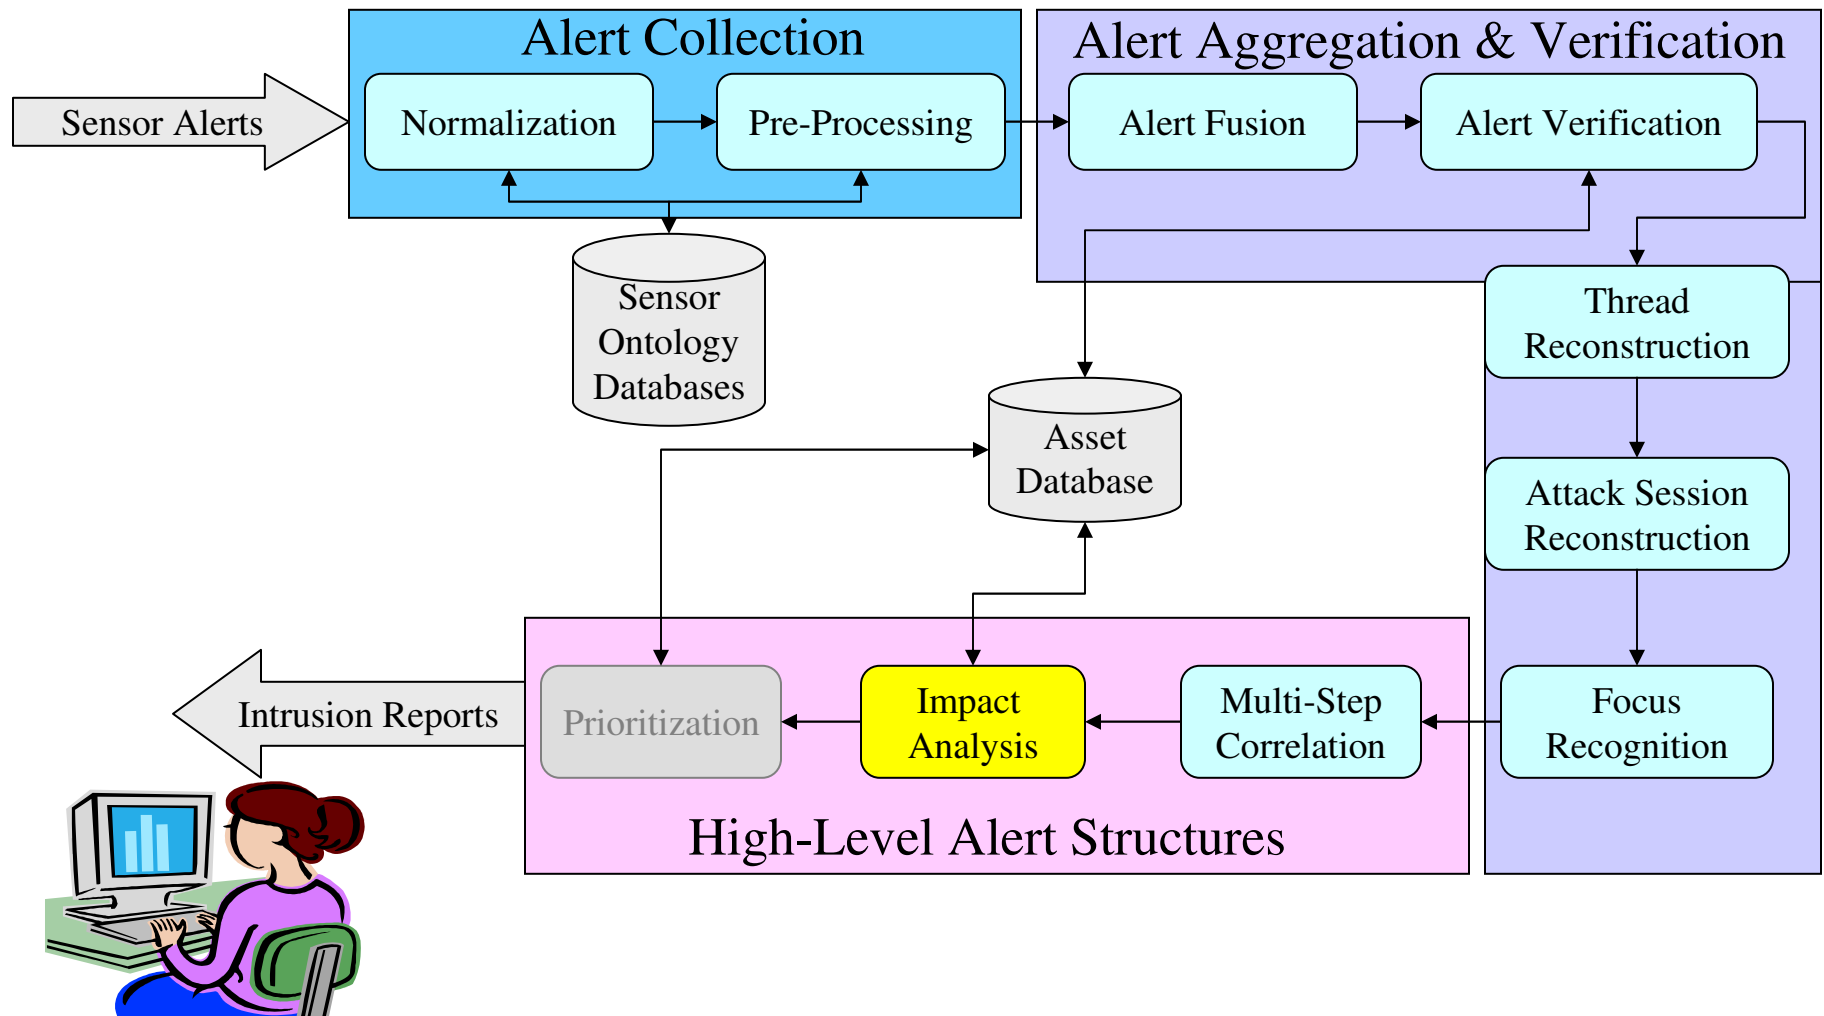 Alert Collection
Alert Aggregation & Verification
Sensor Alerts
Normalization
Pre-Processing
Alert Fusion
Alert Verification
Sensor
Ontology
Databases
Thread
Reconstruction
Asset
Database
Attack Session
Reconstruction
Intrusion Reports
Prioritization
Impact
Analysis
Multi-Step
Correlation
Focus
Recognition
High-Level Alert Structures